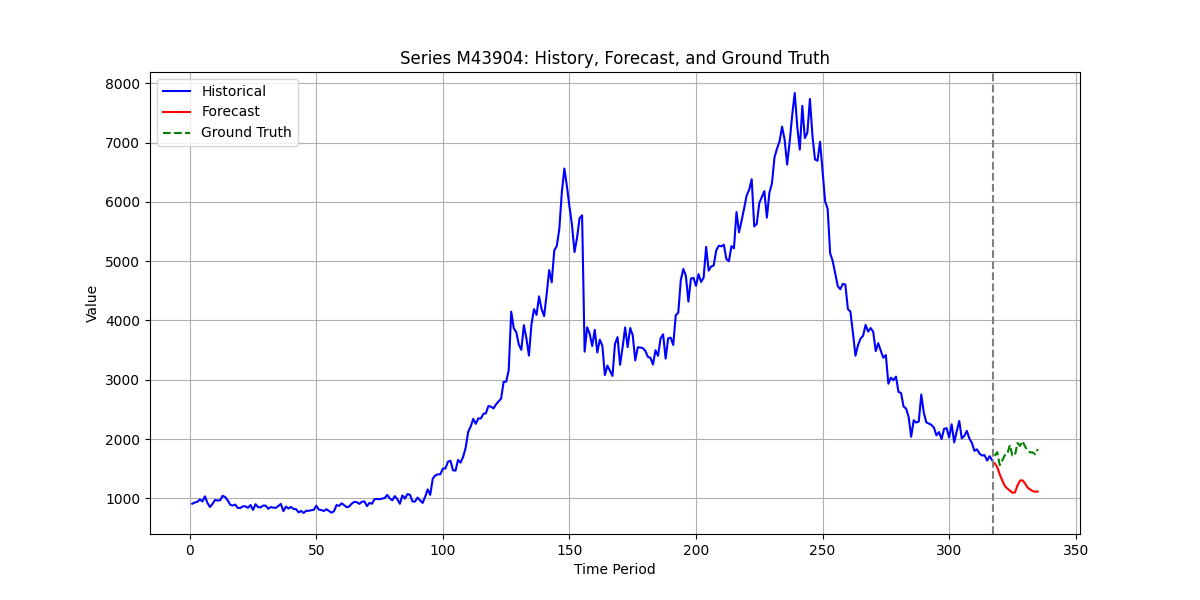 Series M43904: History, Forecast, and Ground Truth
Historical
Forecast
Ground Truth
Value
8000
7000
6000
5000
4000
3000
2000
1000
0 50 100 150 200 250 300 350
Time Period